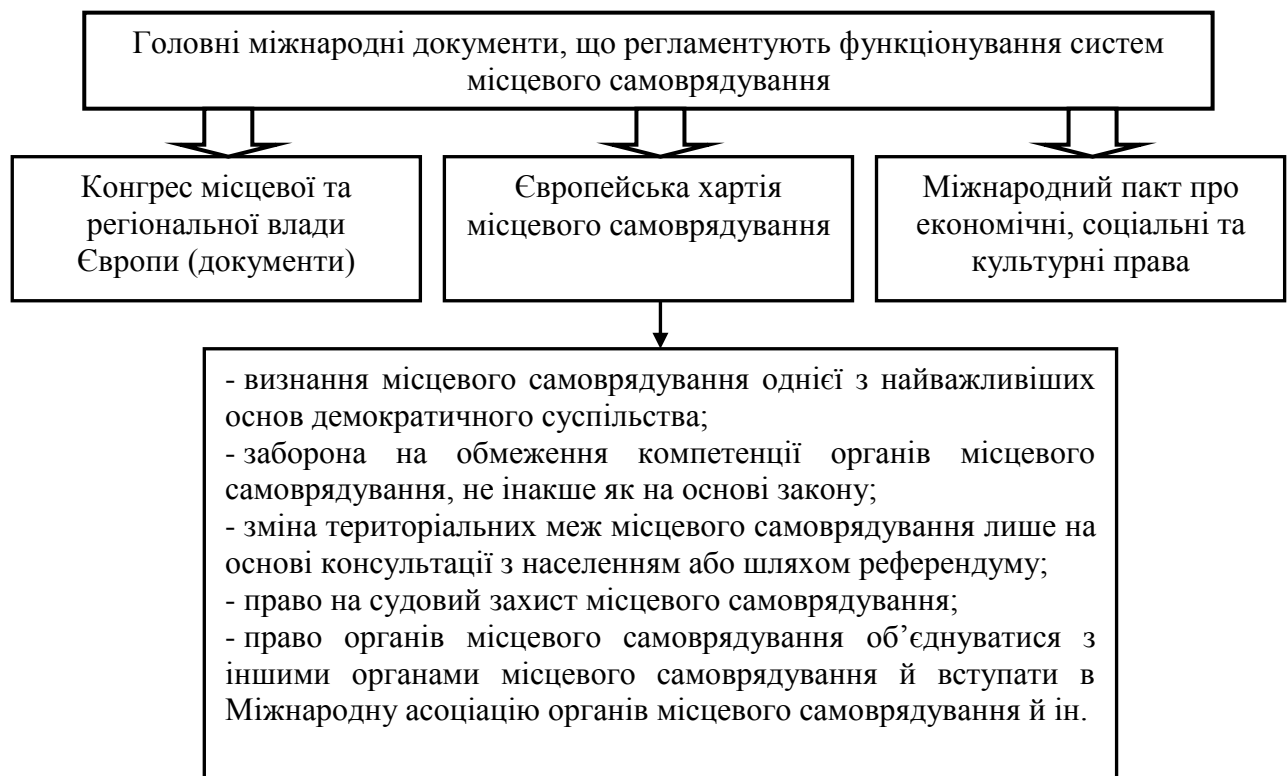 Головні міжнародні документи, що регламентують функціонування систем
місцевого самоврядування
Конгрес місцевої та
регіональної влади
Європи (документи)
Європейська хартія
місцевого самоврядування
Міжнародний пакт про
економічні, соціальні та
культурні права
- визнання місцевого самоврядування однієї з найважливіших
основ демократичного суспільства;
- заборона на обмеження компетенції органів місцевого
самоврядування, не інакше як на основі закону;
- зміна територіальних меж місцевого самоврядування лише на
основі консультації з населенням або шляхом референдуму;
- право на судовий захист місцевого самоврядування;
- право органів місцевого самоврядування об’єднуватися з
іншими органами місцевого самоврядування й вступати в
Міжнародну асоціацію органів місцевого самоврядування й ін.